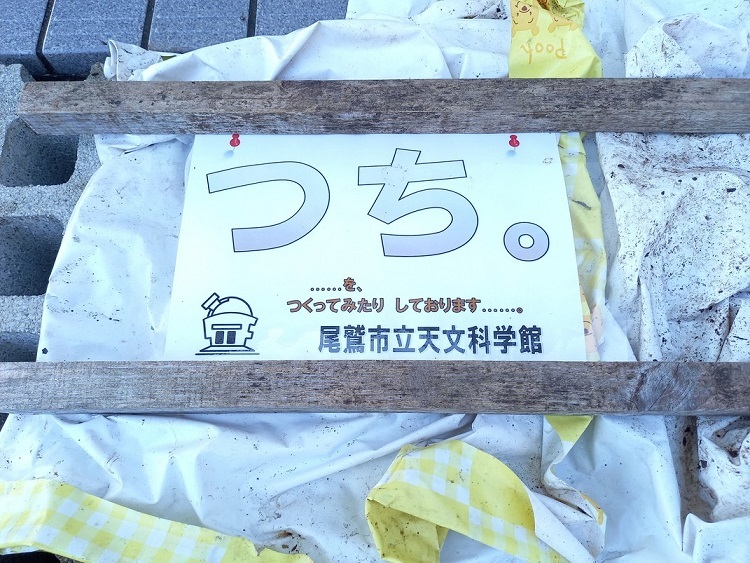 pooh
つち。
……を、
つくってみたり しております……。
尾鷲市立天文科学館